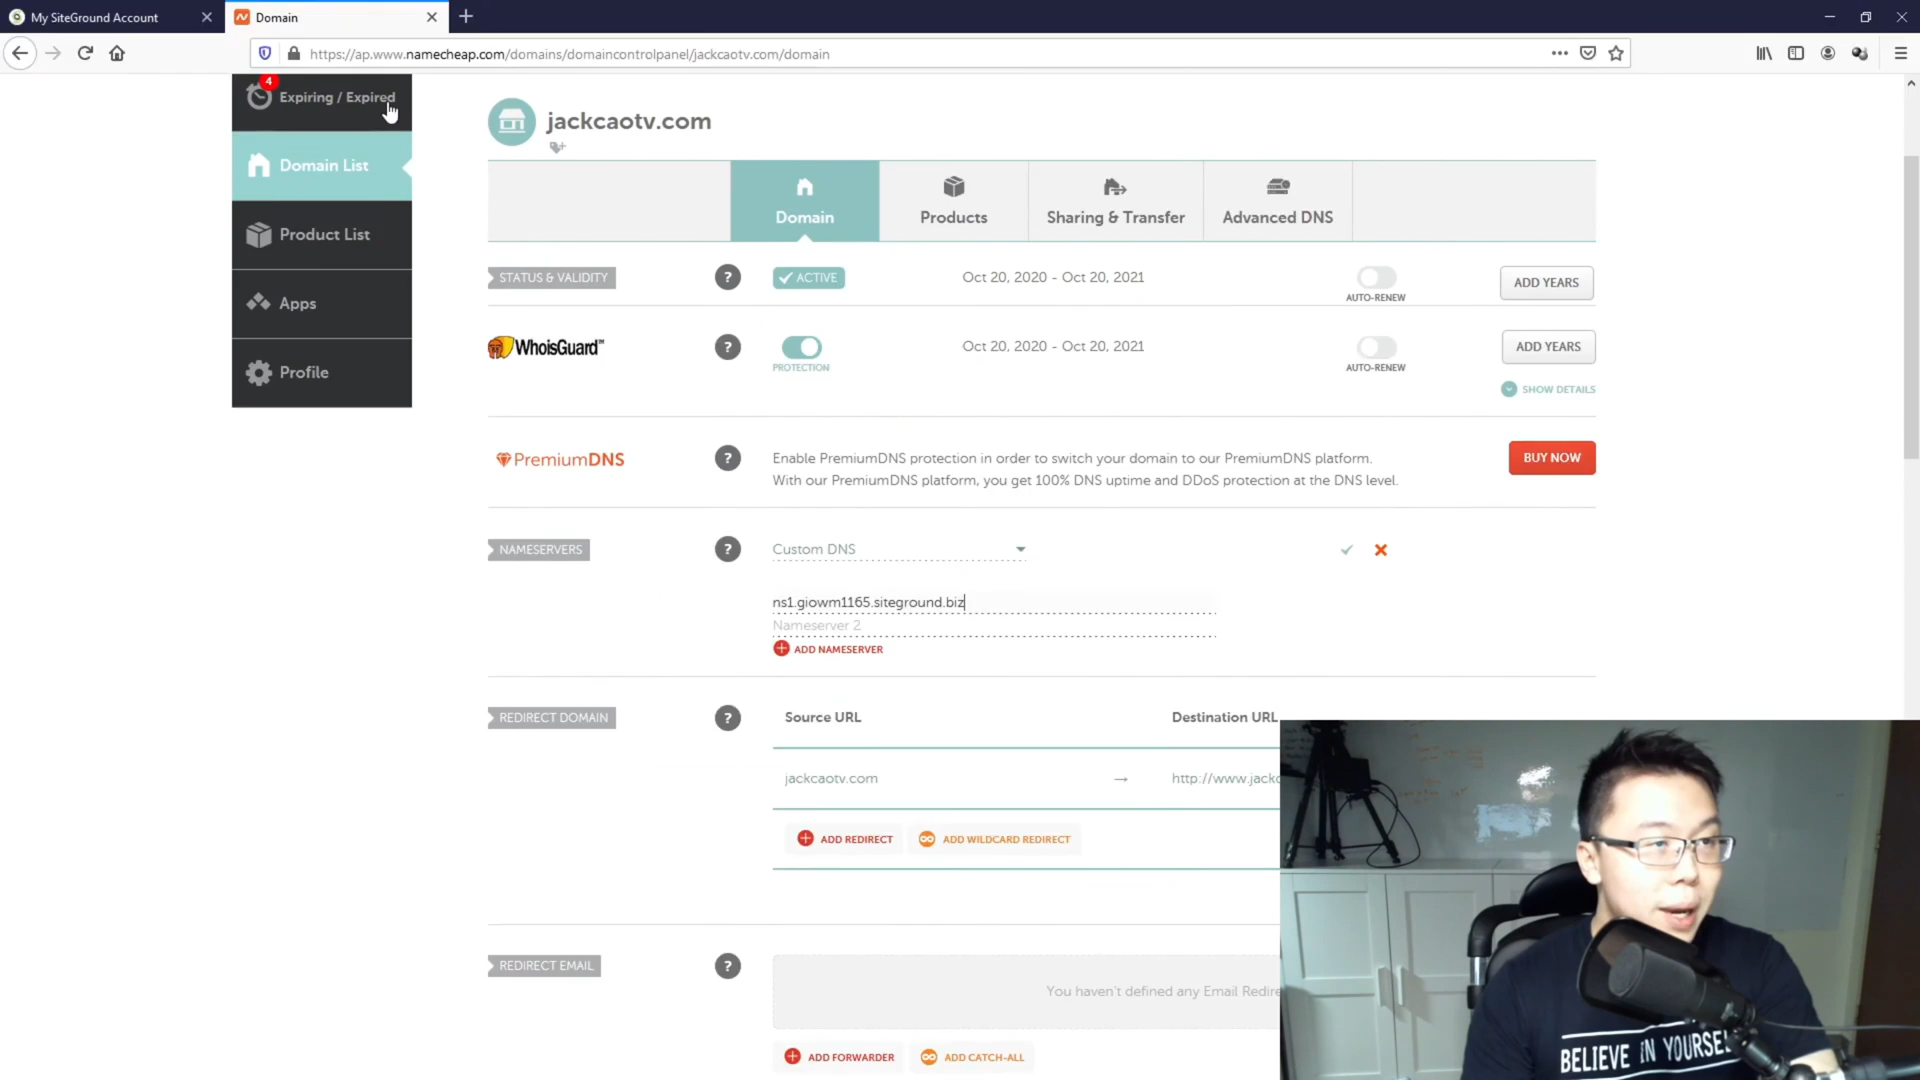 My SiteGround Account
Domain
https://ap.www.namecheap.com/domains/domaincontrolpanel/jackcaotv.com/domain
4
Expiring / Expired
Domain List
Product List
Apps
Profile
jackcaotv.com
Domain
Products
Sharing & Transfer
Advanced DNS
STATUS & VALIDITY
?
ACTIVE
Oct 20, 2020 - Oct 20, 2021
AUTO-RENEW
ADD YEARS
WhoisGuard™
?
PROTECTION
Oct 20, 2020 - Oct 20, 2021
AUTO-RENEW
ADD YEARS
SHOW DETAILS
PremiumDNS
?
Enable PremiumDNS protection in order to switch your domain to our PremiumDNS platform.
With our PremiumDNS platform, you get 100% DNS uptime and DDoS protection at the DNS level.
BUY NOW
NAMESERVERS
?
Custom DNS
ns1.giowm1165.siteground.biz
Nameserver 2
ADD NAMESERVER
REDIRECT DOMAIN
?
Source URL
Destination URL
jackcaotv.com
→
http://www.jackc
ADD REDIRECT
ADD WILDCARD REDIRECT
REDIRECT EMAIL
?
You haven't defined any Email Redire
ADD FORWARDER
ADD CATCH-ALL
BELIEVE IN YOURSELF